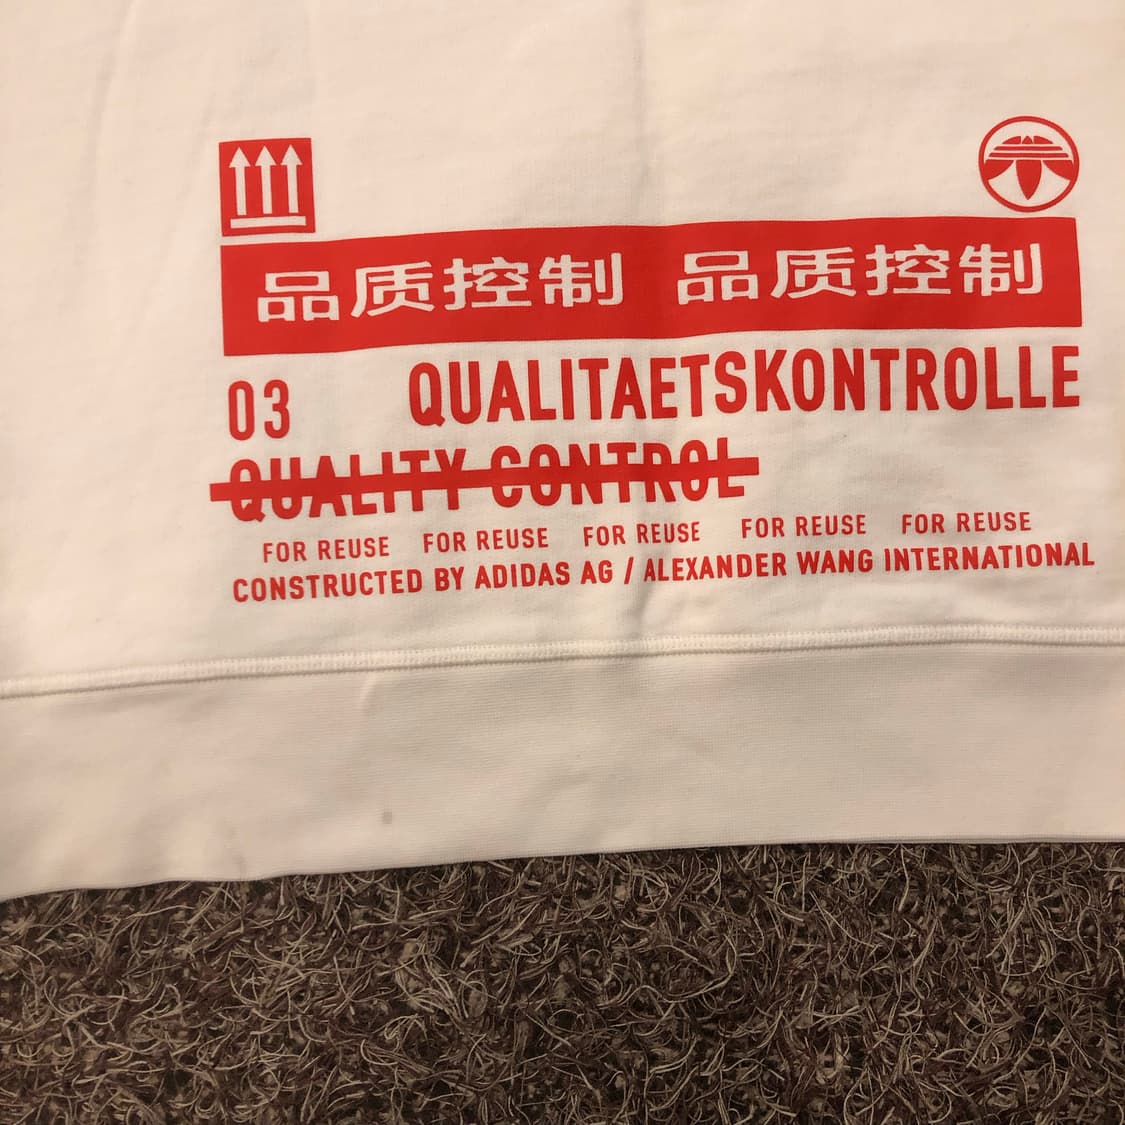 品质控制 品质控制
03 QUALITAETSKONTROLLE
QUALITY CONTROL
FOR REUSE FOR REUSE FOR REUSE FOR REUSE FOR REUSE
CONSTRUCTED BY ADIDAS AG / ALEXANDER WANG INTERNATIONAL